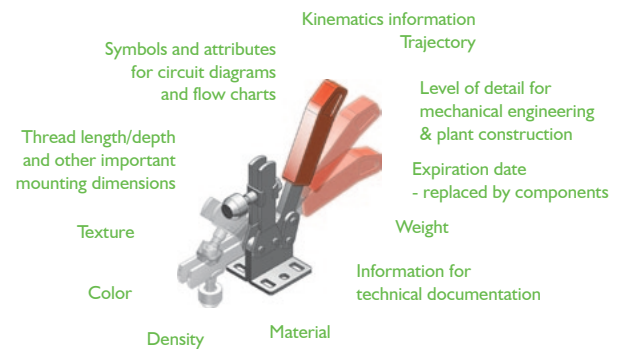 Kinematics information
Trajectory
Symbols and attributes
for circuit diagrams
and flow charts
Level of detail for
mechanical engineering
& plant construction
Thread length/depth
and other important
mounting dimensions
Expiration date
- replaced by components
Texture
Weight
Color
Information for
technical documentation
Density
Material